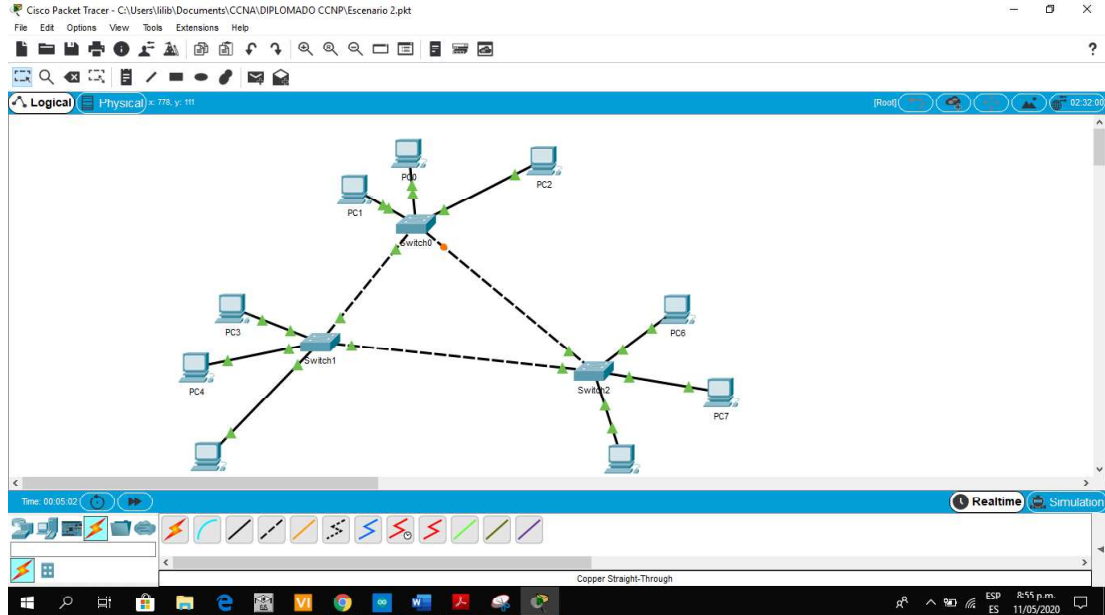 Cisco Packet Tracer - C:\Users\lilib\Documents\CCNA\DIPLOMADO CCNP\Escenario 2.pkt
File Edit Options View Tools Extensions Help
?
Logical Physical x: 778, y: 111 [Root] 02:32:00
PC0
PC2
PC1
Switch0
PC3
PC6
Switch1
PC4
Switch2
PC7
Time: 00:05:02 Realtime Simulation
Copper Straight-Through
ESP 8:55 p.m.
ES 11/05/2020